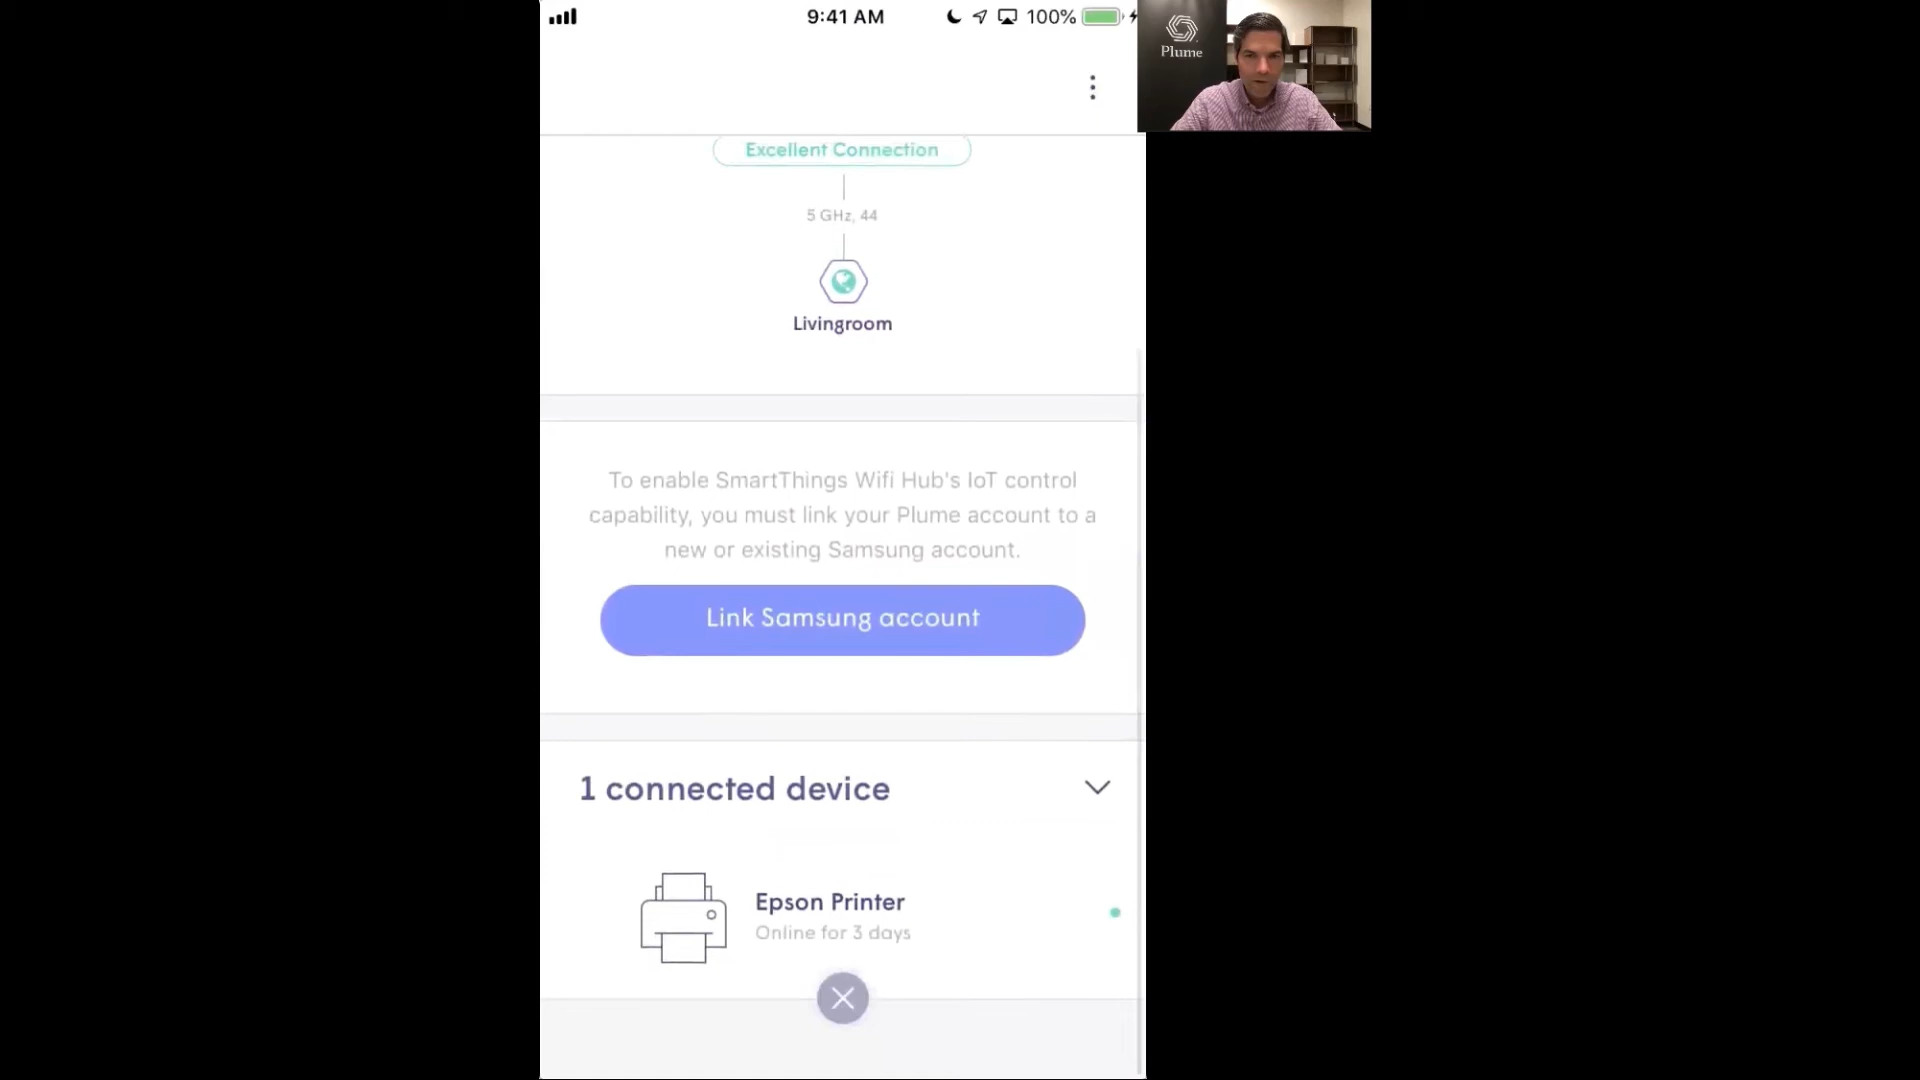 9:41 AM
100%
Plume
Excellent Connection
5 GHz, 44
Livingroom
To enable SmartThings Wifi Hub's IoT control
capability, you must link your Plume account to a
new or existing Samsung account.
Link Samsung account
1 connected device
Epson Printer
Online for 3 days